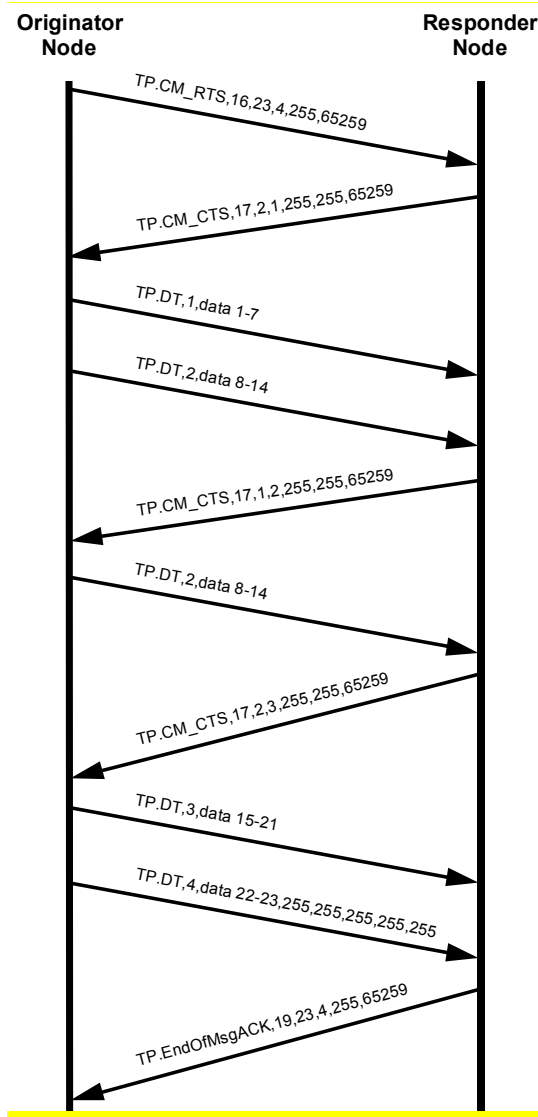 Originator
Node
Responder
Node
TP.CM_RTS,16,23,4,255,65259
TP.CM_CTS,17,2,1,255,255,65259
TP.DT,1,data 1-7
TP.DT,2,data 8-14
TP.CM_CTS,17,1,2,255,255,65259
TP.DT,2,data 8-14
TP.CM_CTS,17,2,3,255,255,65259
TP.DT,3,data 15-21
TP.DT,4,data 22-23,255,255,255,255,255
TP.EndOfMsgACK,19,23,4,255,65259